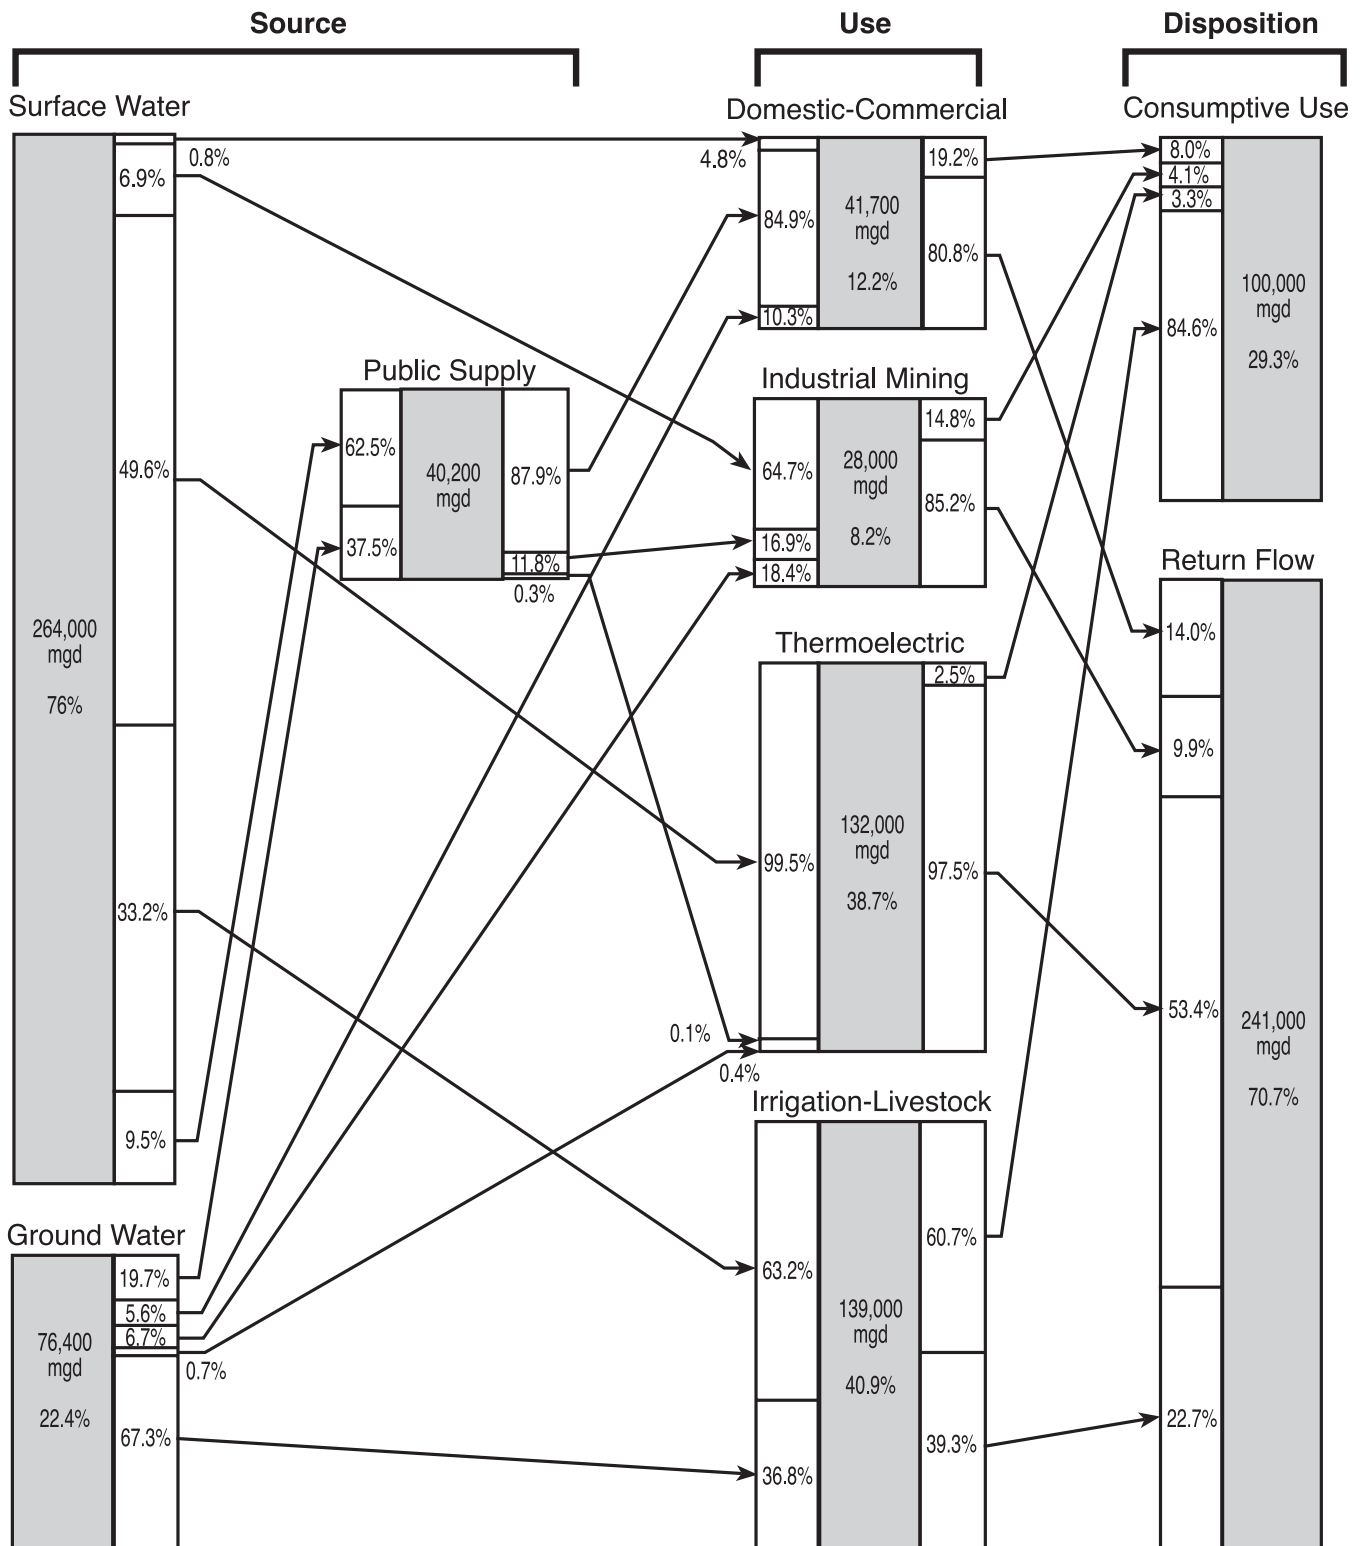 Source
Use
Disposition
Surface Water
0.8%
6.9%
49.6%
264,000
mgd
76%
33.2%
9.5%
Ground Water
19.7%
5.6%
6.7%
0.7%
76,400
mgd
22.4%
67.3%
Public Supply
62.5%
37.5%
40,200
mgd
87.9%
11.8%
0.3%
Domestic-Commercial
4.8%
84.9%
10.3%
41,700
mgd
12.2%
19.2%
80.8%
Industrial Mining
64.7%
16.9%
18.4%
28,000
mgd
8.2%
14.8%
85.2%
Thermoelectric
99.5%
0.1%
0.4%
132,000
mgd
38.7%
2.5%
97.5%
Irrigation-Livestock
63.2%
36.8%
139,000
mgd
40.9%
60.7%
39.3%
Consumptive Use
8.0%
4.1%
3.3%
84.6%
100,000
mgd
29.3%
Return Flow
14.0%
9.9%
53.4%
22.7%
241,000
mgd
70.7%